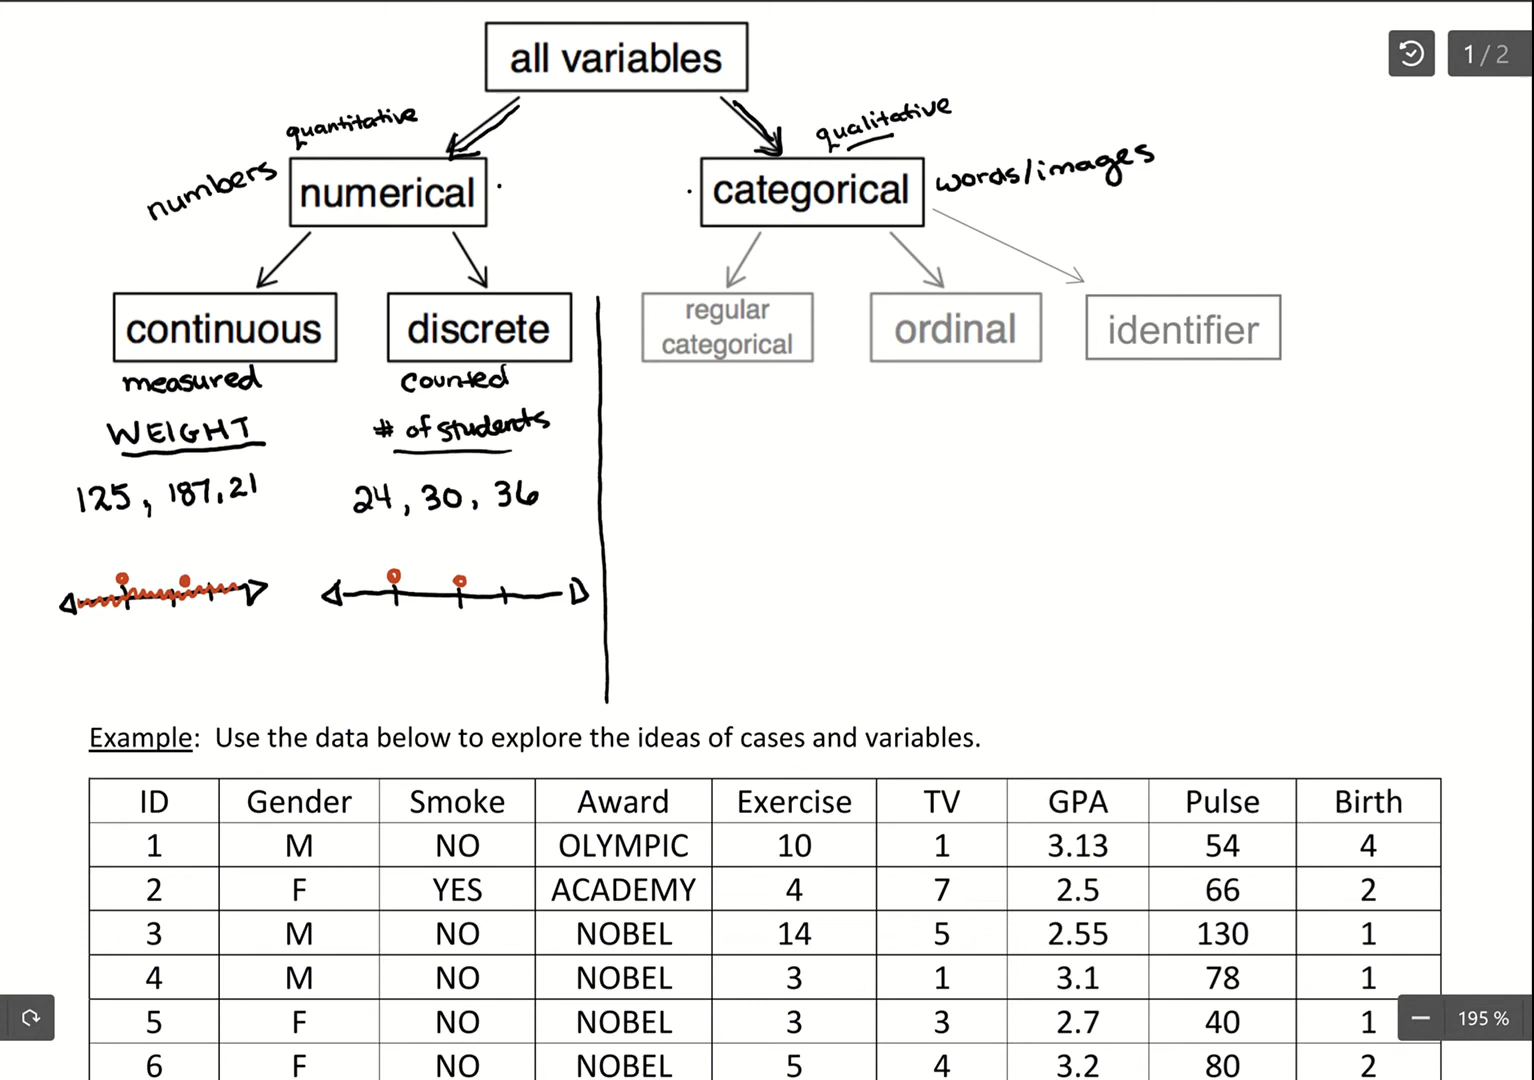 all variables
1 / 2
quantitative
qualitative
numbers
numerical
categorical
words/images
continuous
discrete
regular
categorical
ordinal
identifier
measured
counted
WEIGHT
# of students
125, 187.21
24, 30, 36
Example: Use the data below to explore the ideas of cases and variables.
ID Gender Smoke Award Exercise TV GPA Pulse Birth
1 M NO OLYMPIC 10 1 3.13 54 4
2 F YES ACADEMY 4 7 2.5 66 2
3 M NO NOBEL 14 5 2.55 130 1
4 M NO NOBEL 3 1 3.1 78 1
5 F NO NOBEL 3 3 2.7 40 1
6 F NO NOBEL 5 4 3.2 80 2
195 %